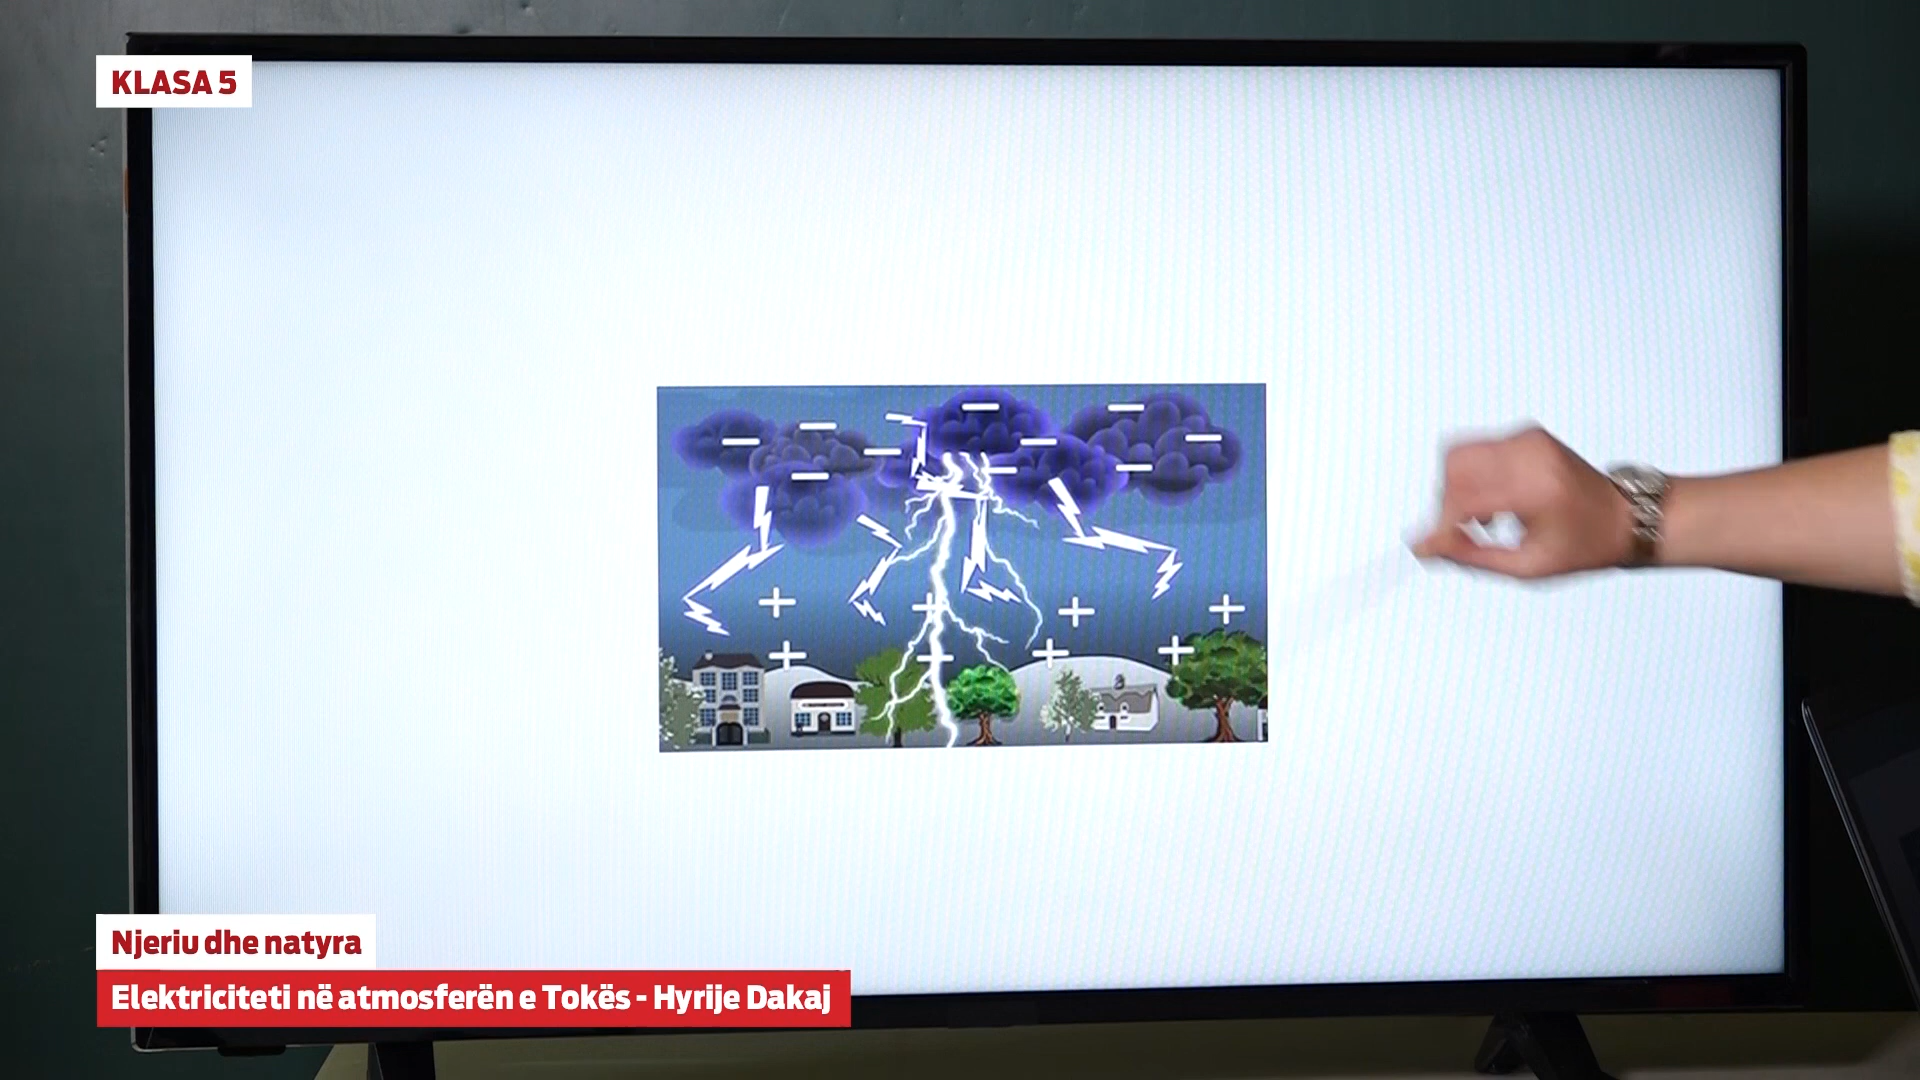 KLASA 5
Njeriu dhe natyra
Elektriciteti në atmosferën e Tokës - Hyrije Dakaj